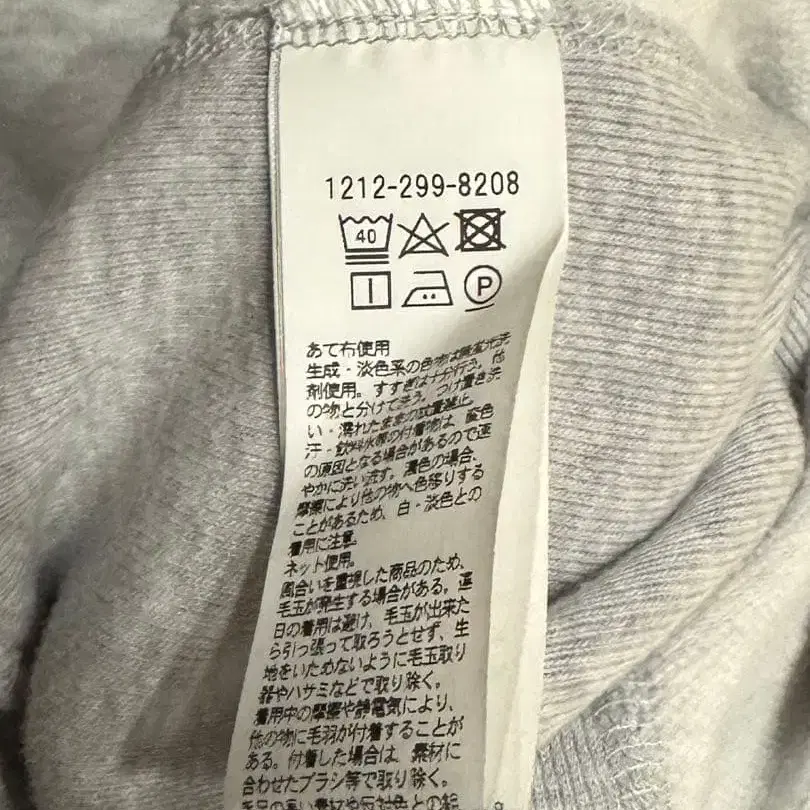 1212-299-8208
40
P
あて布使用
生成・淡色系の色物は無蛍光洗
剤使用。すすぎは十分行う。他
の物と分けて洗う。つけ置き洗
い・濡れたままの放置禁止。
汗・飲料水等の付着物は、変色
の原因となる場合があるので速
やかに洗い流す。濃色の場合、
摩擦により他の物へ色移りする
ことがあるため、白・淡色との
着用に注意。
ネット使用。
風合いを重視した商品のため、
毛玉が発生する場合がある。連
日の着用は避け、毛玉が出来た
ら引っ張って取ろうとせず、生
地をいためないように毛玉取り
器やハサミなどで取り除く。
着用中の摩擦や静電気により、
他の物に毛羽が付着することが
ある。付着した場合は、素材に
合わせたブラシ等で取り除く。